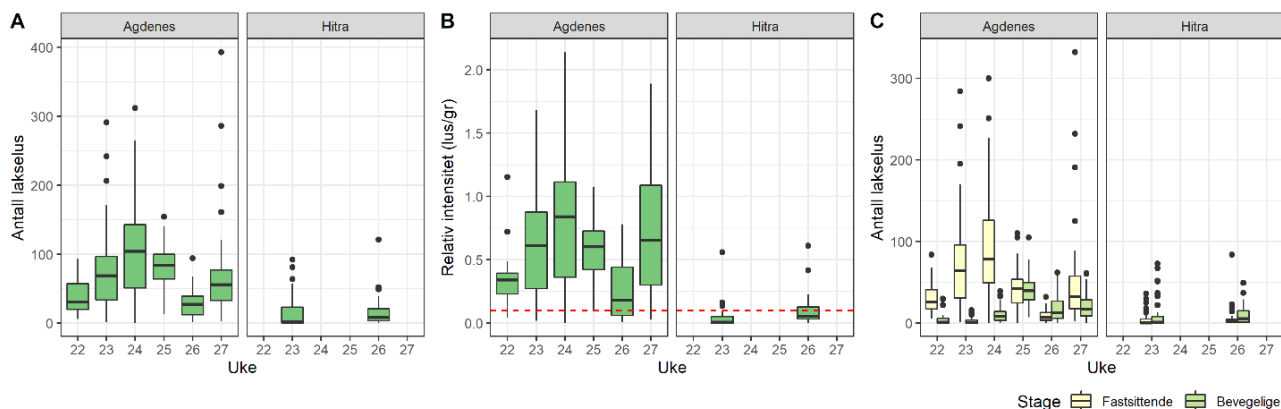 A
Agdenes
Hitra
Antall lakselus
400
300
200
100
0
22 23 24 25 26 27
22 23 24 25 26 27
Uke
B
Agdenes
Hitra
Relativ intensitet (lus/gr)
2.0
1.5
1.0
0.5
0.0
22 23 24 25 26 27
22 23 24 25 26 27
Uke
C
Agdenes
Hitra
Antall lakselus
300
200
100
0
22 23 24 25 26 27
22 23 24 25 26 27
Uke
Stage Fastsittende Bevegelige